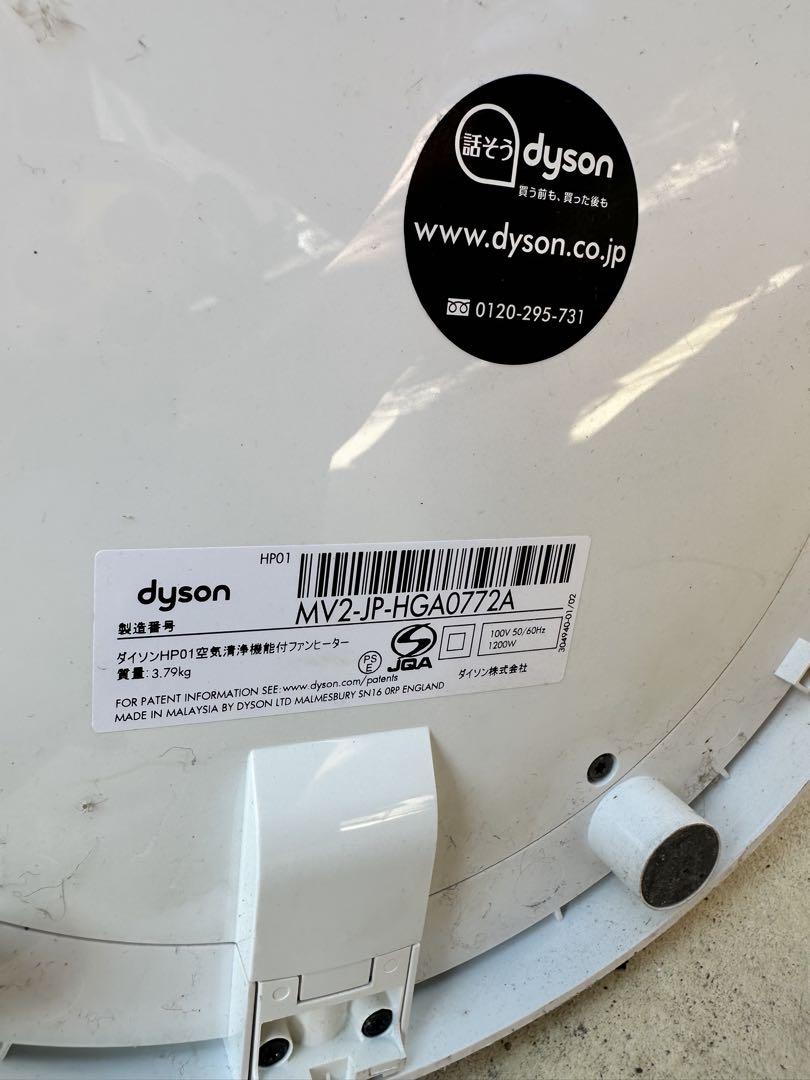 話そう dyson
買う前も、買った後も
www.dyson.co.jp
0120-295-731
HP01
dyson
MV2-JP-HGA0772A
製造番号
ダイソンHP01空気清浄機能付ファンヒーター
質量:3.79kg
PS
E
JQA
100V 50/60Hz
1200W
304940-01/02
ダイソン株式会社
FOR PATENT INFORMATION SEE: www.dyson.com/patents
MADE IN MALAYSIA BY DYSON LTD MALMESBURY SN16 0RP ENGLAND